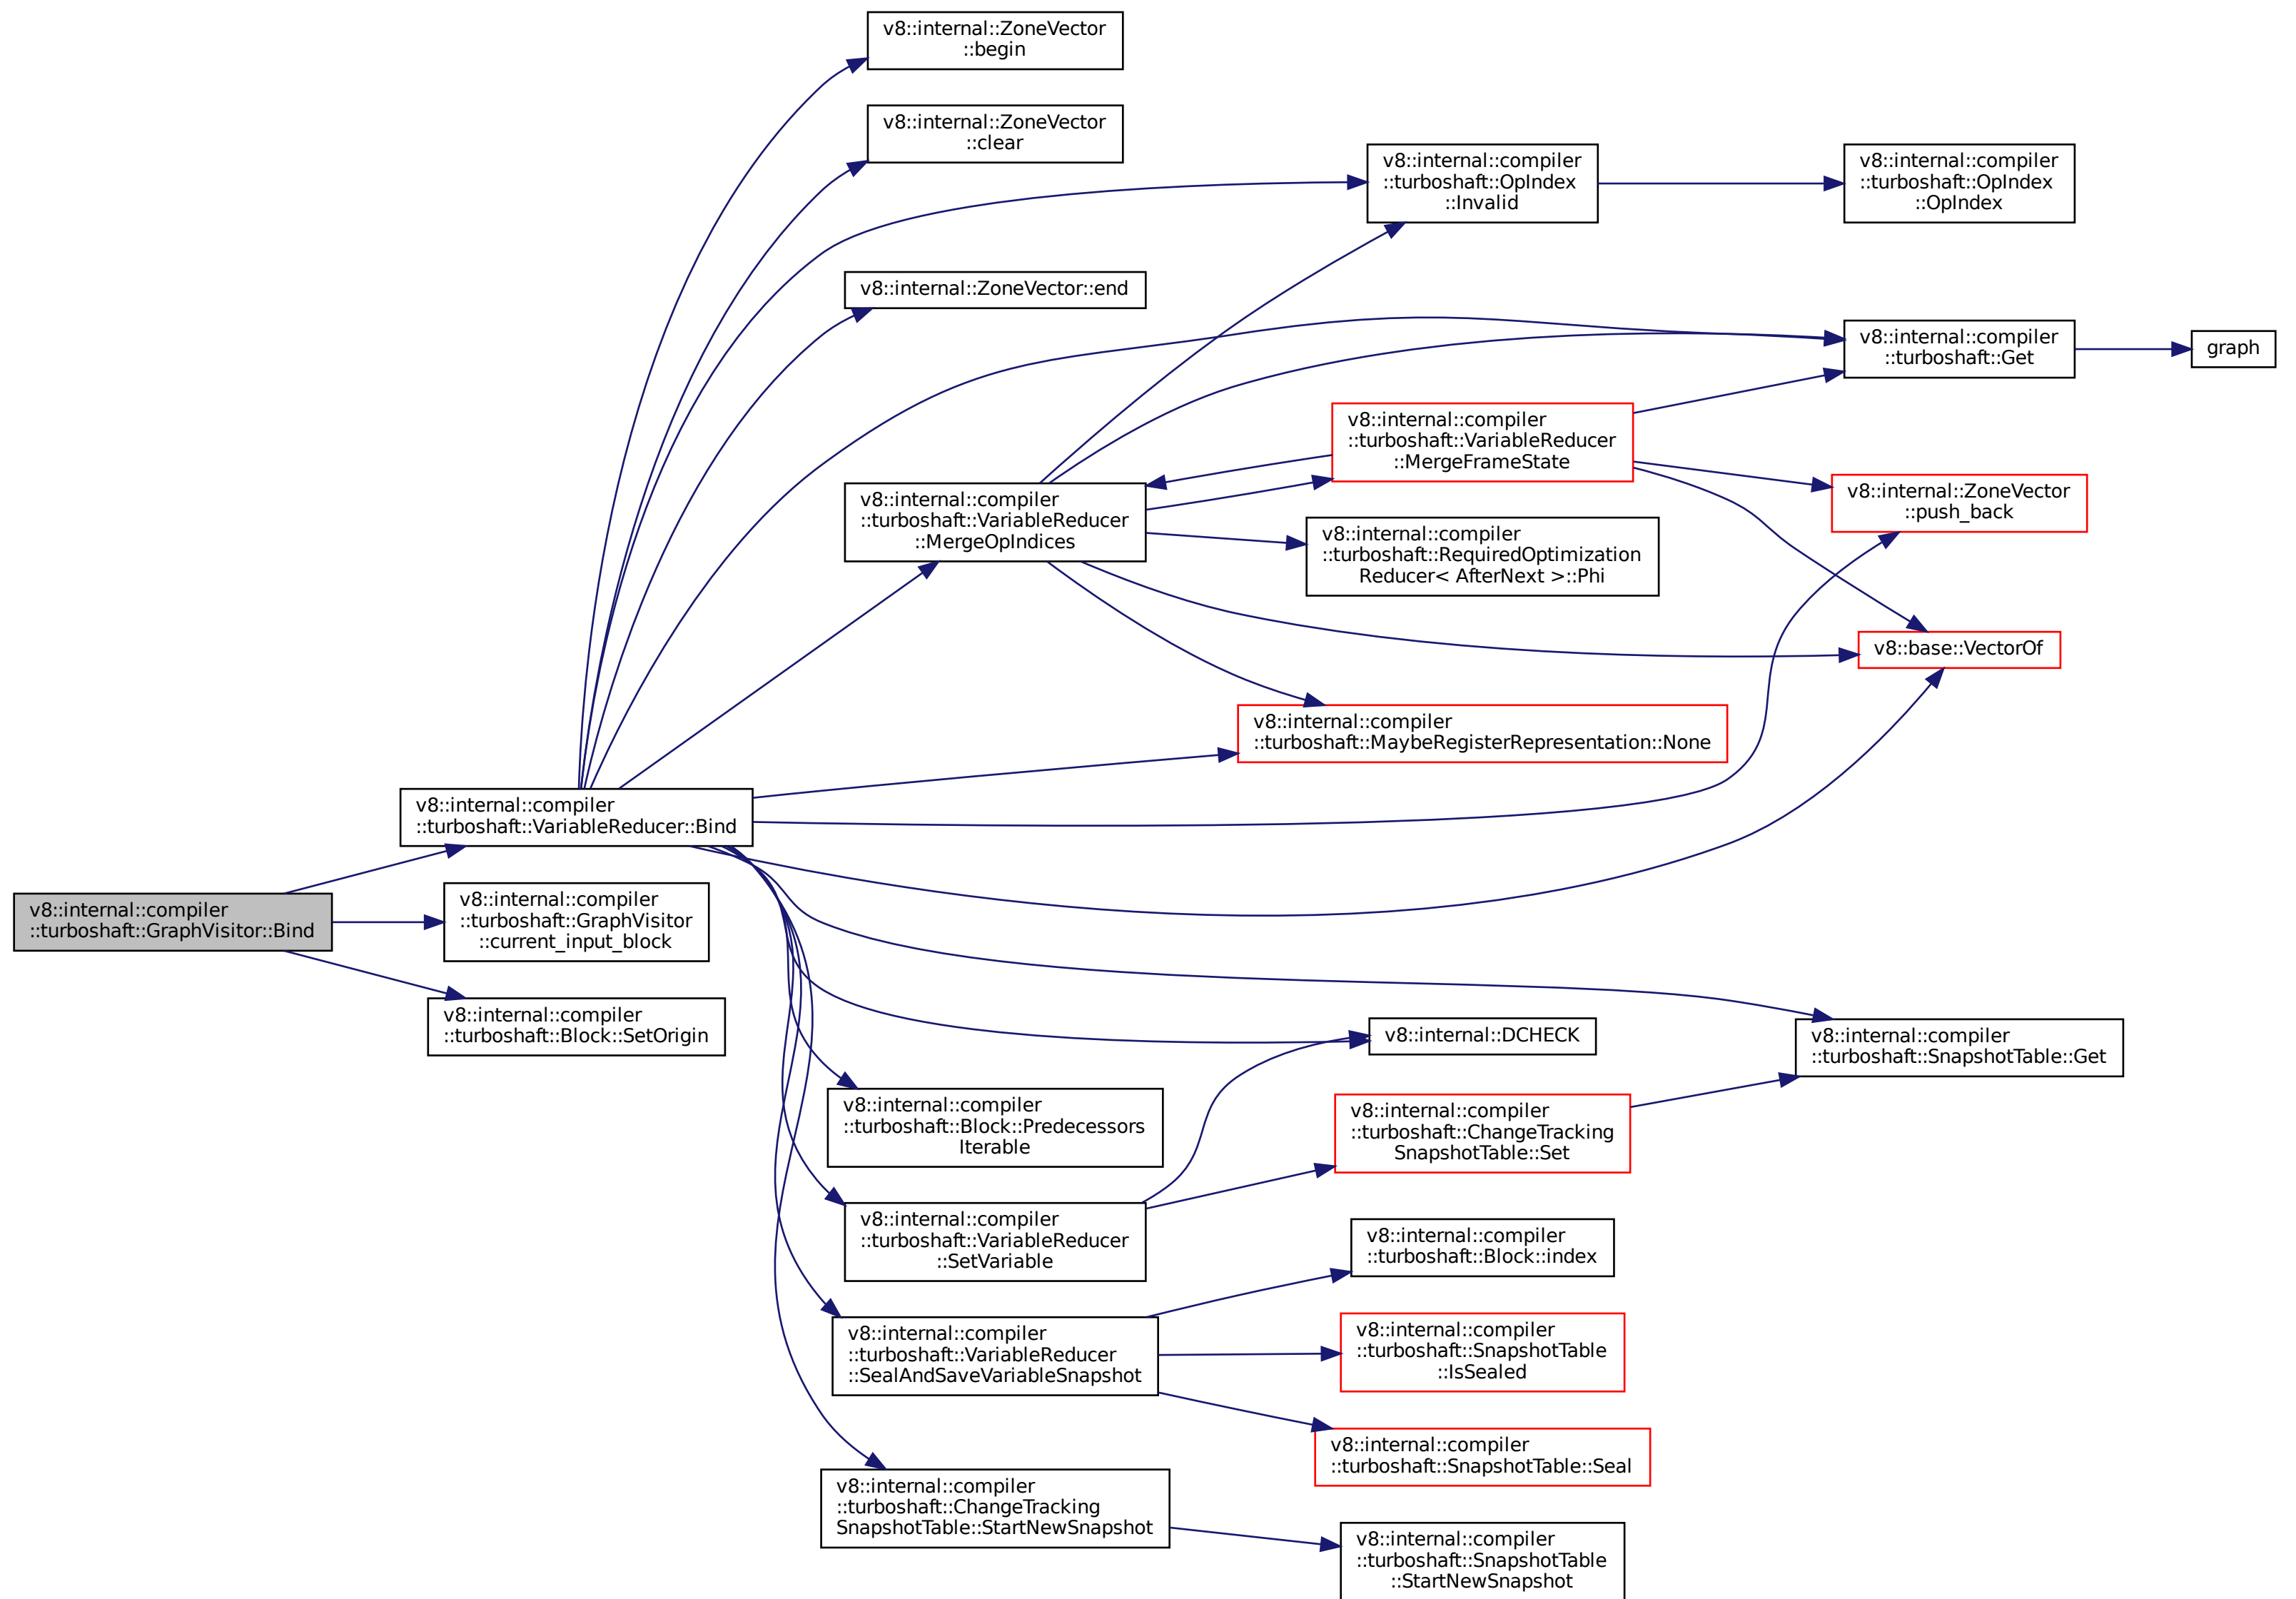 v8::internal::ZoneVector
::begin
v8::internal::ZoneVector
::clear
v8::internal::compiler
::turboshaft::OpIndex
::Invalid
v8::internal::compiler
::turboshaft::OpIndex
::OpIndex
v8::internal::ZoneVector::end
v8::internal::compiler
::turboshaft::Get
graph
v8::internal::compiler
::turboshaft::VariableReducer
::MergeFrameState
v8::internal::compiler
::turboshaft::VariableReducer
::MergeOpIndices
v8::internal::ZoneVector
::push_back
v8::internal::compiler
::turboshaft::RequiredOptimization
Reducer< AfterNext >::Phi
v8::base::VectorOf
v8::internal::compiler
::turboshaft::MaybeRegisterRepresentation::None
v8::internal::compiler
::turboshaft::VariableReducer::Bind
v8::internal::compiler
::turboshaft::GraphVisitor::Bind
v8::internal::compiler
::turboshaft::GraphVisitor
::current_input_block
v8::internal::compiler
::turboshaft::Block::SetOrigin
v8::internal::DCHECK
v8::internal::compiler
::turboshaft::SnapshotTable::Get
v8::internal::compiler
::turboshaft::Block::Predecessors
Iterable
v8::internal::compiler
::turboshaft::ChangeTracking
SnapshotTable::Set
v8::internal::compiler
::turboshaft::VariableReducer
::SetVariable
v8::internal::compiler
::turboshaft::Block::index
v8::internal::compiler
::turboshaft::VariableReducer
::SealAndSaveVariableSnapshot
v8::internal::compiler
::turboshaft::SnapshotTable
::IsSealed
v8::internal::compiler
::turboshaft::SnapshotTable::Seal
v8::internal::compiler
::turboshaft::ChangeTracking
SnapshotTable::StartNewSnapshot
v8::internal::compiler
::turboshaft::SnapshotTable
::StartNewSnapshot